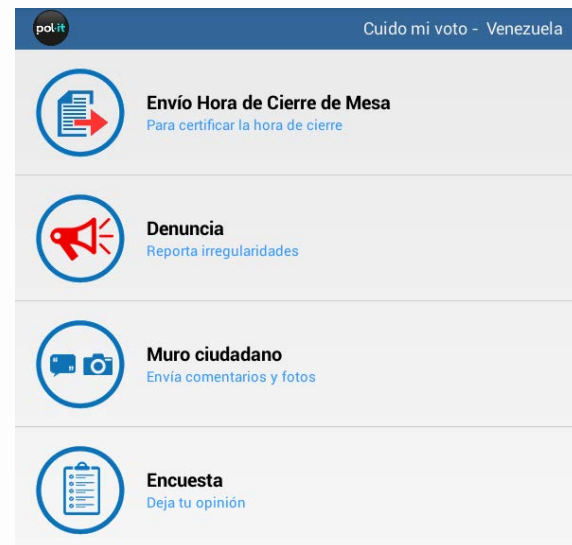 pol·it
Cuido mi voto - Venezuela
Envío Hora de Cierre de Mesa
Para certificar la hora de cierre
Denuncia
Reporta irregularidades
Muro ciudadano
Envía comentarios y fotos
Encuesta
Deja tu opinión